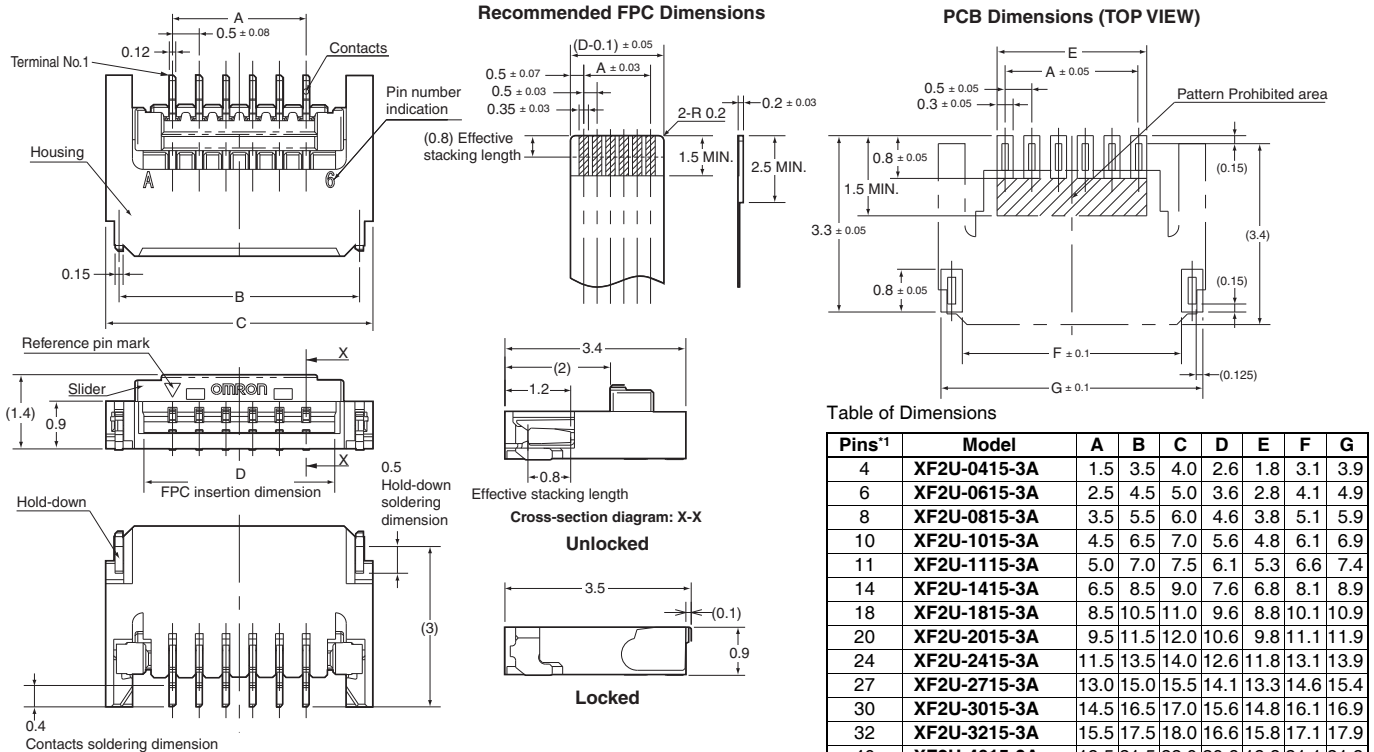 Recommended FPC Dimensions
PCB Dimensions (TOP VIEW)
A
0.5 ± 0.08
0.12
Contacts
Terminal No.1
Pin number
indication
Housing
A
6
0.15
B
C
(D-0.1) ± 0.05
0.5 ± 0.07
A ± 0.03
0.5 ± 0.03
0.35 ± 0.03
0.2 ± 0.03
2-R 0.2
(0.8) Effective
stacking length
1.5 MIN.
2.5 MIN.
E
A ± 0.05
0.5 ± 0.05
0.3 ± 0.05
Pattern Prohibited area
0.8 ± 0.05
(0.15)
1.5 MIN.
3.3 ± 0.05
(3.4)
(0.15)
0.8 ± 0.05
F ± 0.1
(0.125)
G ± 0.1
Reference pin mark
X
Slider
OMRON
(1.4)
0.9
X
D
FPC insertion dimension
0.5
Hold-down
soldering
dimension
Hold-down
(3)
0.4
Contacts soldering dimension
3.4
(2)
1.2
0.8
Effective stacking length
Cross-section diagram: X-X
Unlocked
3.5
(0.1)
0.9
Locked
Table of Dimensions
Pins*1 Model A B C D E F G
4 XF2U-0415-3A 1.5 3.5 4.0 2.6 1.8 3.1 3.9
6 XF2U-0615-3A 2.5 4.5 5.0 3.6 2.8 4.1 4.9
8 XF2U-0815-3A 3.5 5.5 6.0 4.6 3.8 5.1 5.9
10 XF2U-1015-3A 4.5 6.5 7.0 5.6 4.8 6.1 6.9
11 XF2U-1115-3A 5.0 7.0 7.5 6.1 5.3 6.6 7.4
14 XF2U-1415-3A 6.5 8.5 9.0 7.6 6.8 8.1 8.9
18 XF2U-1815-3A 8.5 10.5 11.0 9.6 8.8 10.1 10.9
20 XF2U-2015-3A 9.5 11.5 12.0 10.6 9.8 11.1 11.9
24 XF2U-2415-3A 11.5 13.5 14.0 12.6 11.8 13.1 13.9
27 XF2U-2715-3A 13.0 15.0 15.5 14.1 13.3 14.6 15.4
30 XF2U-3015-3A 14.5 16.5 17.0 15.6 14.8 16.1 16.9
32 XF2U-3215-3A 15.5 17.5 18.0 16.6 15.8 17.1 17.9